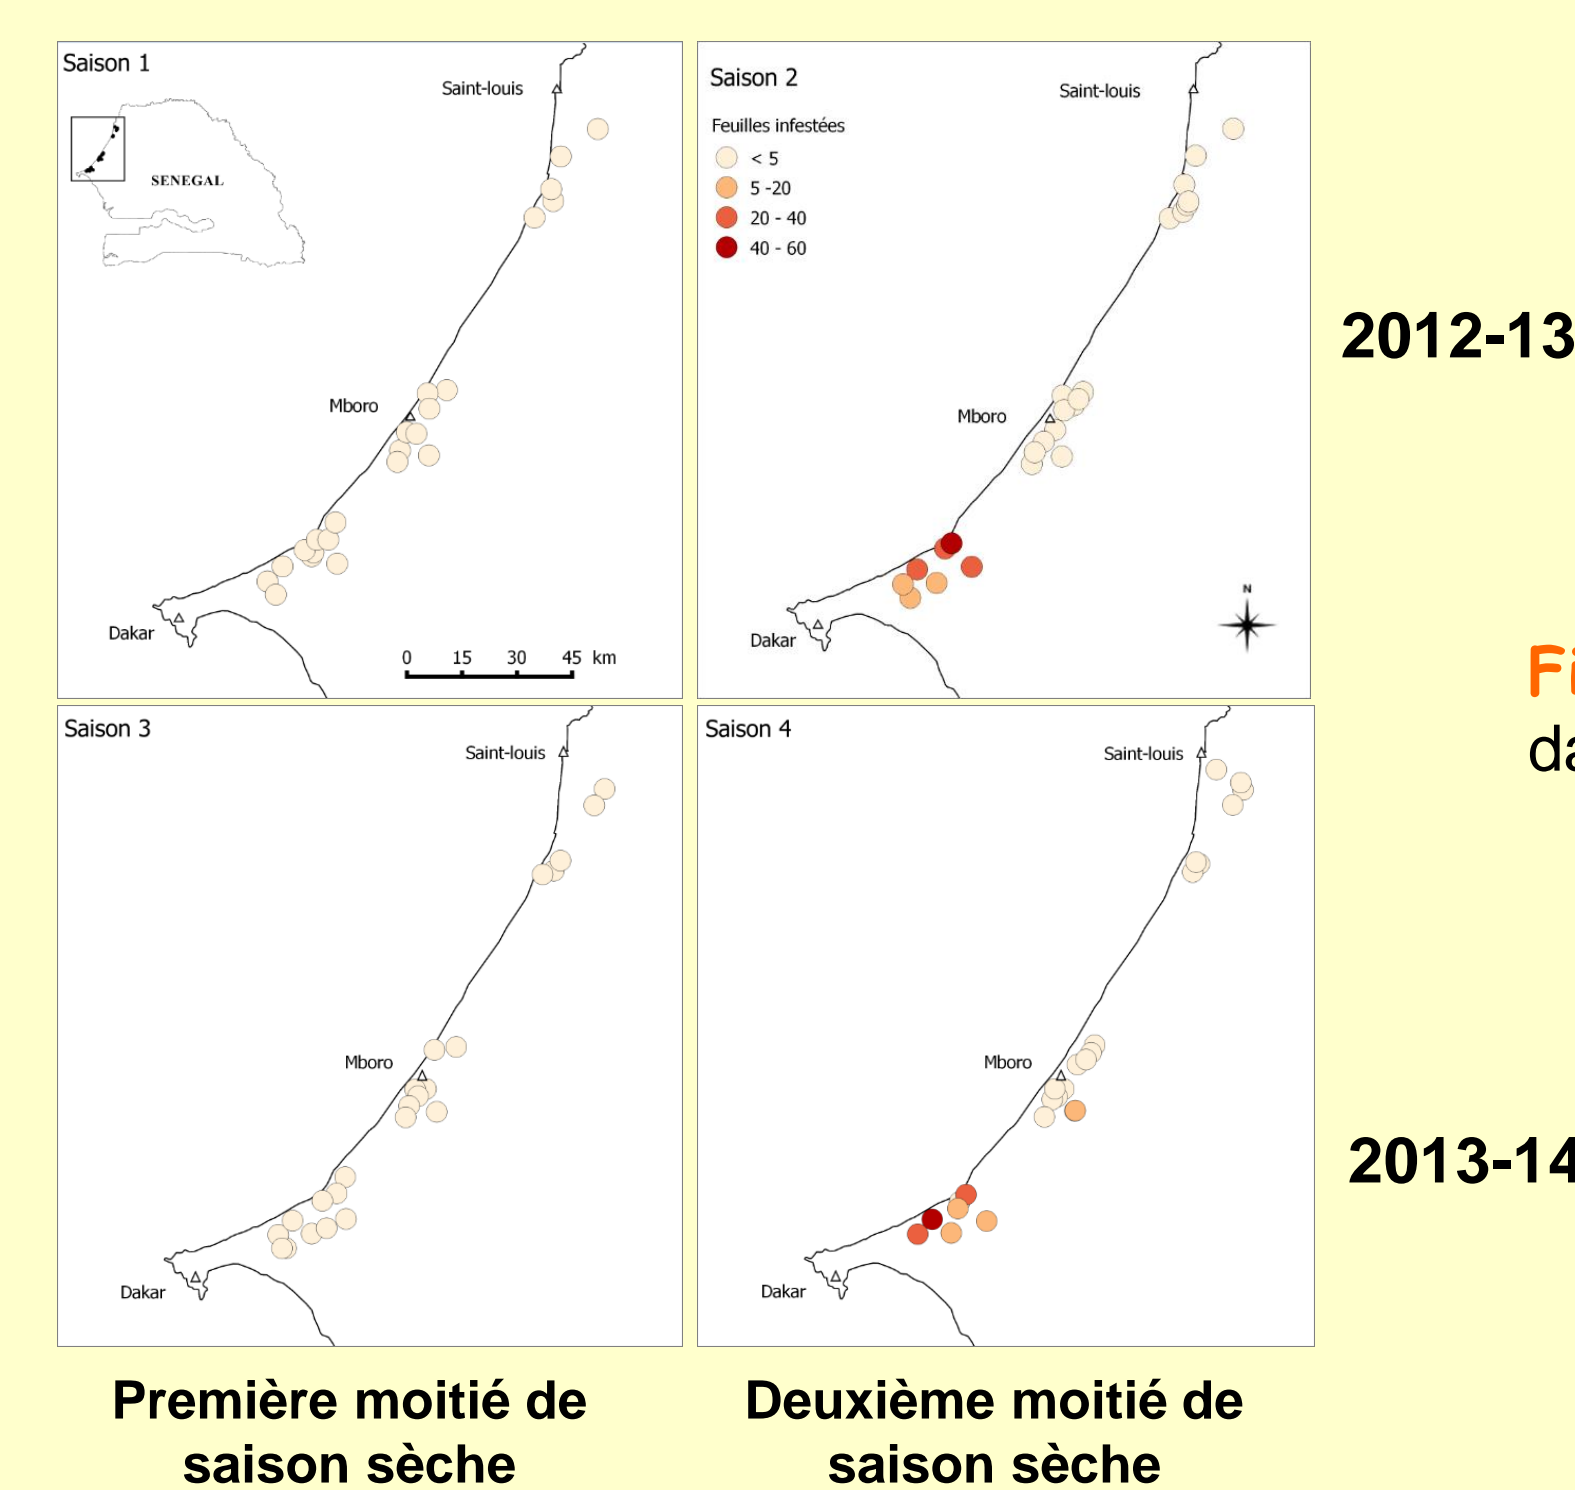 Saison 1
Saint-louis
SENEGAL
Mboro
Dakar
0 15 30 45 km
Saison 2
Saint-louis
Feuilles infestées
< 5
5 -20
20 - 40
40 - 60
Mboro
N
Dakar
2012-13
Fi
da
Saison 3
Saint-louis
Mboro
Dakar
Saison 4
Saint-louis
Mboro
Dakar
2013-14
Première moitié de
saison sèche
Deuxième moitié de
saison sèche